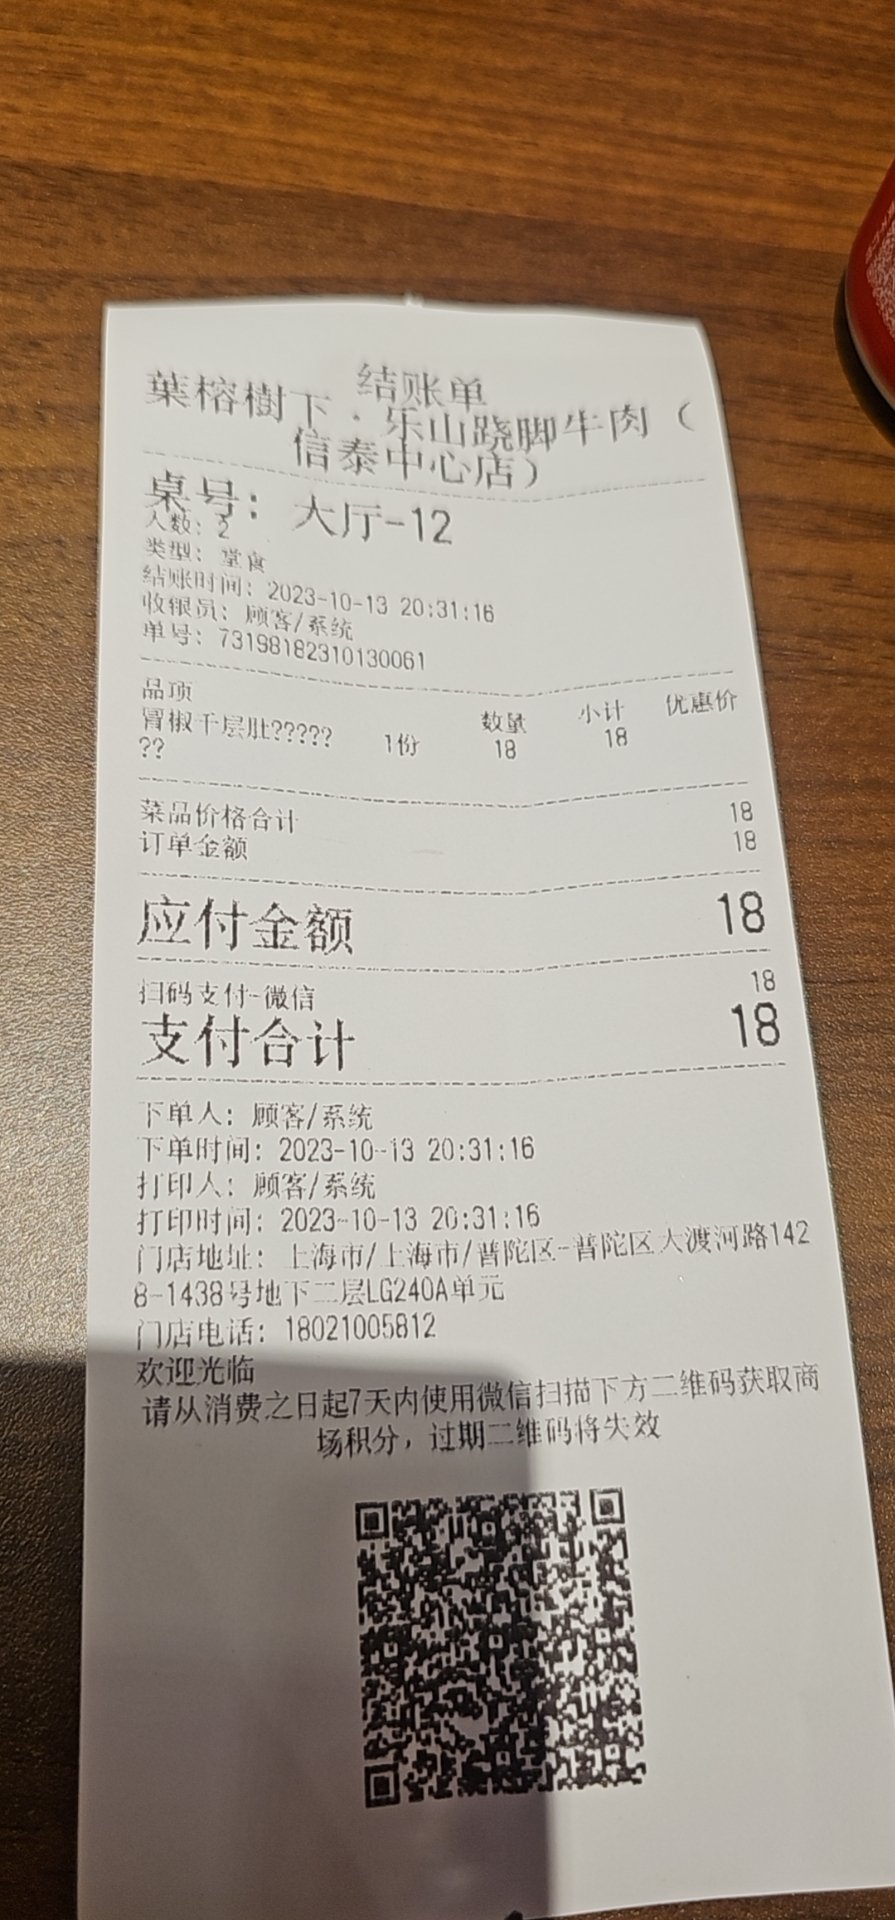 结账单
葉榕樹下·乐山跷脚牛肉（
信泰中心店）
桌号： 大厅-12
人数：2
类型：堂食
结账时间：2023-10-13 20:31:16
收银员：顾客/系统
单号：73198182310130061
品项 数量 小计 优惠价
冒椒千层肚????? 1份 18 18
??
菜品价格合计 18
订单金额 18
应付金额 18
扫码支付-微信 18
支付合计 18
下单人：顾客/系统
下单时间：2023-10-13 20:31:16
打印人：顾客/系统
打印时间：2023-10-13 20:31:16
门店地址：上海市/上海市/普陀区-普陀区大渡河路142
8-1438号地下二层LG240A单元
门店电话：18021005812
欢迎光临
请从消费之日起7天内使用微信扫描下方二维码获取商
场积分，过期二维码将失效